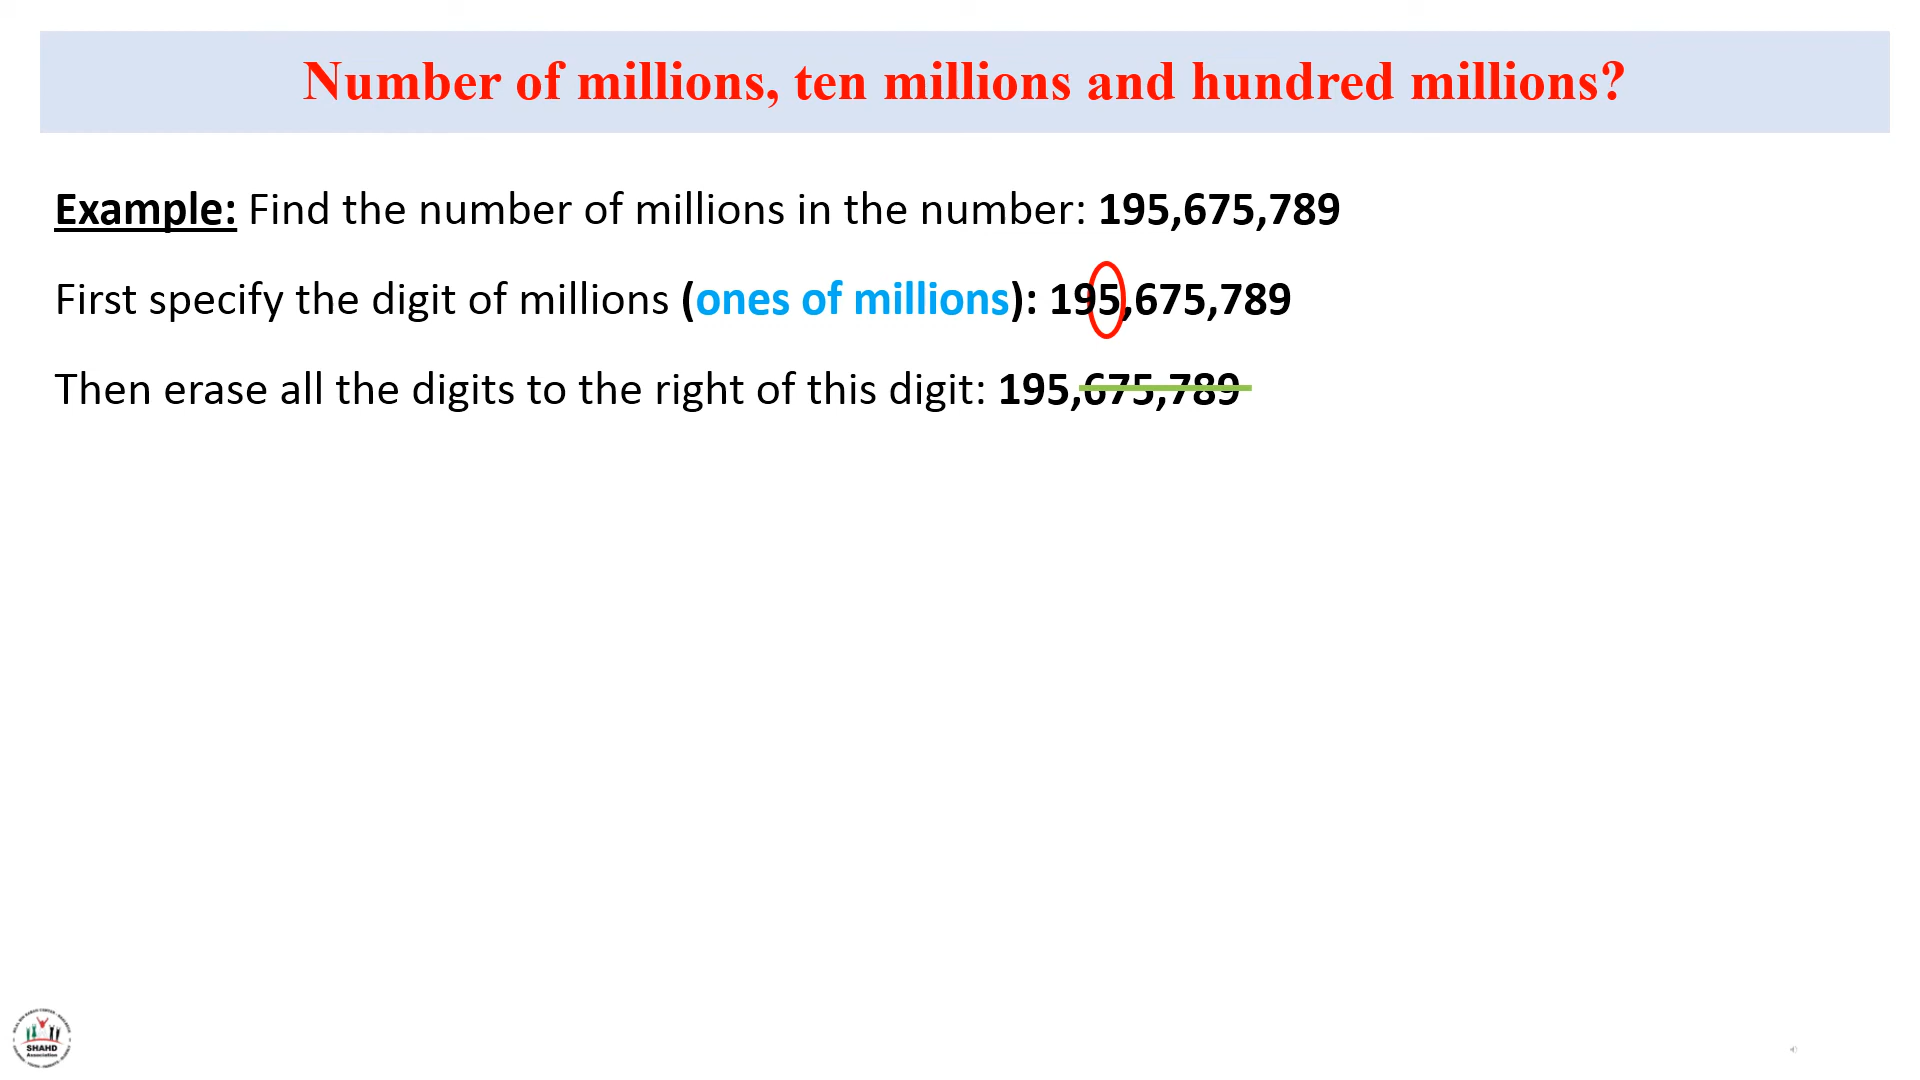 Number of millions, ten millions and hundred millions?
Example: Find the number of millions in the number: 195,675,789
First specify the digit of millions (ones of millions): 195,675,789
Then erase all the digits to the right of this digit: 195,675,789
SHAHD
Association